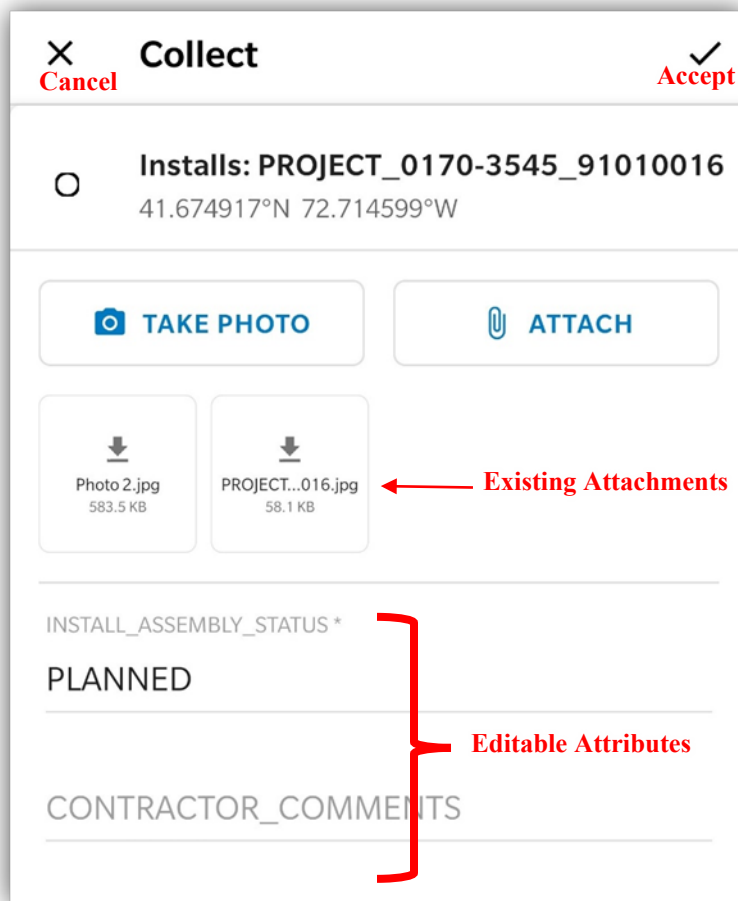 Collect
Cancel
Accept
Installs: PROJECT_0170-3545_91010016
41.674917°N 72.714599°W
TAKE PHOTO
ATTACH
Photo 2.jpg
583.5 KB
PROJECT...016.jpg
58.1 KB
Existing Attachments
INSTALL_ASSEMBLY_STATUS *
PLANNED
Editable Attributes
CONTRACTOR_COMMENTS